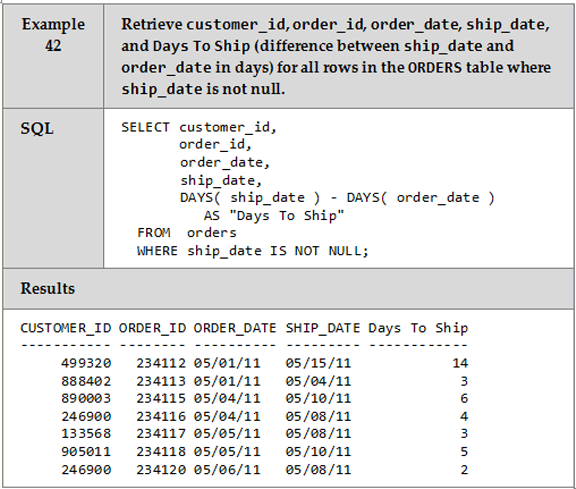 Example
42
Retrieve customer_id, order_id, order_date, ship_date,
and Days To Ship (difference between ship_date and
order_date in days) for all rows in the ORDERS table where
ship_date is not null.
SQL
SELECT customer_id,
order_id,
order_date,
ship_date,
DAYS( ship_date ) - DAYS( order_date )
AS "Days To Ship"
FROM  orders
WHERE ship_date IS NOT NULL;
Results
CUSTOMER_ID ORDER_ID ORDER_DATE SHIP_DATE Days To Ship
----------- -------- ---------- --------- ------------
499320 234112 05/01/11 05/15/11 14
888402 234113 05/01/11 05/04/11 3
890003 234115 05/04/11 05/10/11 6
246900 234116 05/04/11 05/08/11 4
133568 234117 05/05/11 05/08/11 3
905011 234118 05/05/11 05/10/11 5
246900 234120 05/06/11 05/08/11 2